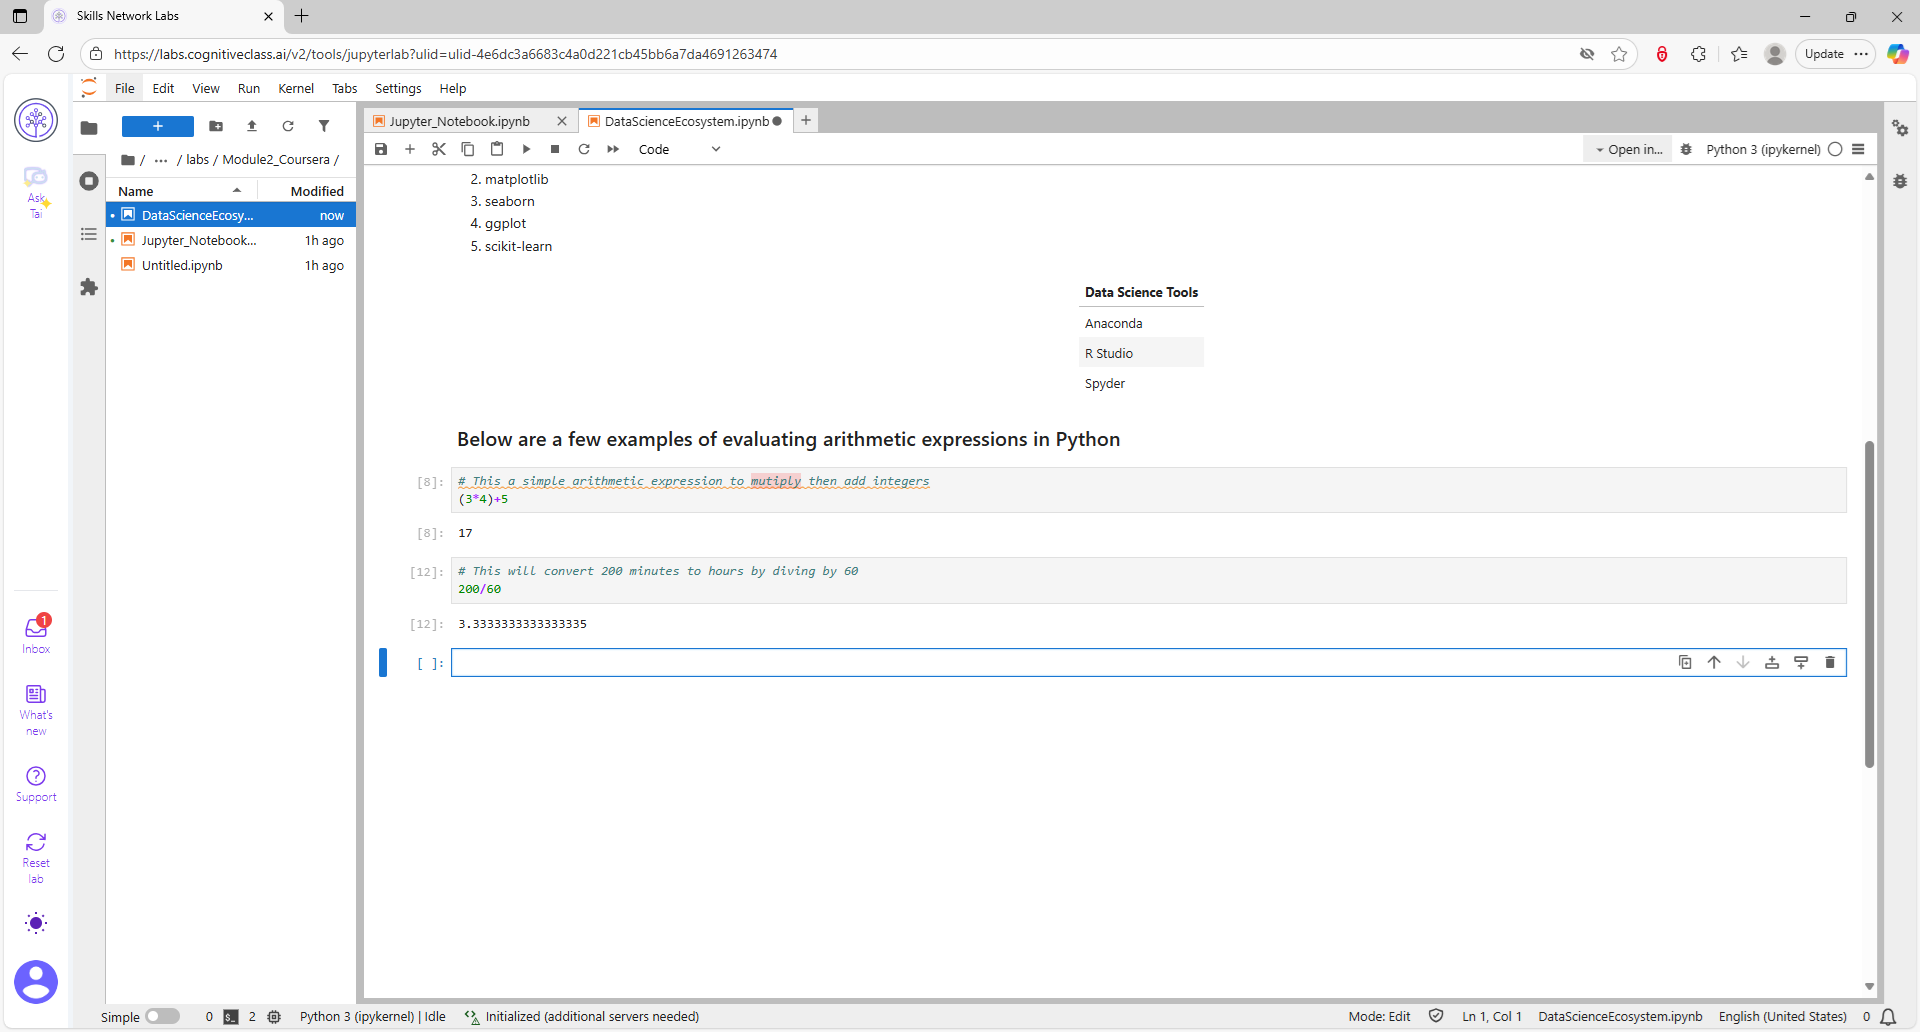 Skills Network Labs
https://labs.cognitiveclass.ai/v2/tools/jupyterlab?ulid=ulid-4e6dc3a6683c4a0d221cb45bb6a7da4691263474
Update
File Edit View Run Kernel Tabs Settings Help
Ask
Tai
/ ... / labs / Module2_Coursera /
Name Modified
DataScienceEcosy... now
Jupyter_Notebook... 1h ago
Untitled.ipynb 1h ago
Jupyter_Notebook.ipynb DataScienceEcosystem.ipynb
Code
Open in... Python 3 (ipykernel)
2. matplotlib
3. seaborn
4. ggplot
5. scikit-learn
Data Science Tools
Anaconda
R Studio
Spyder
Below are a few examples of evaluating arithmetic expressions in Python
[8]: # This a simple arithmetic expression to mutiply then add integers
(3*4)+5
[8]: 17
[12]: # This will convert 200 minutes to hours by diving by 60
200/60
[12]: 3.3333333333333335
[ ]:
1
Inbox
What's
new
Support
Reset
lab
Simple 0 $_ 2 Python 3 (ipykernel) | Idle Initialized (additional servers needed) Mode: Edit Ln 1, Col 1 DataScienceEcosystem.ipynb English (United States) 0